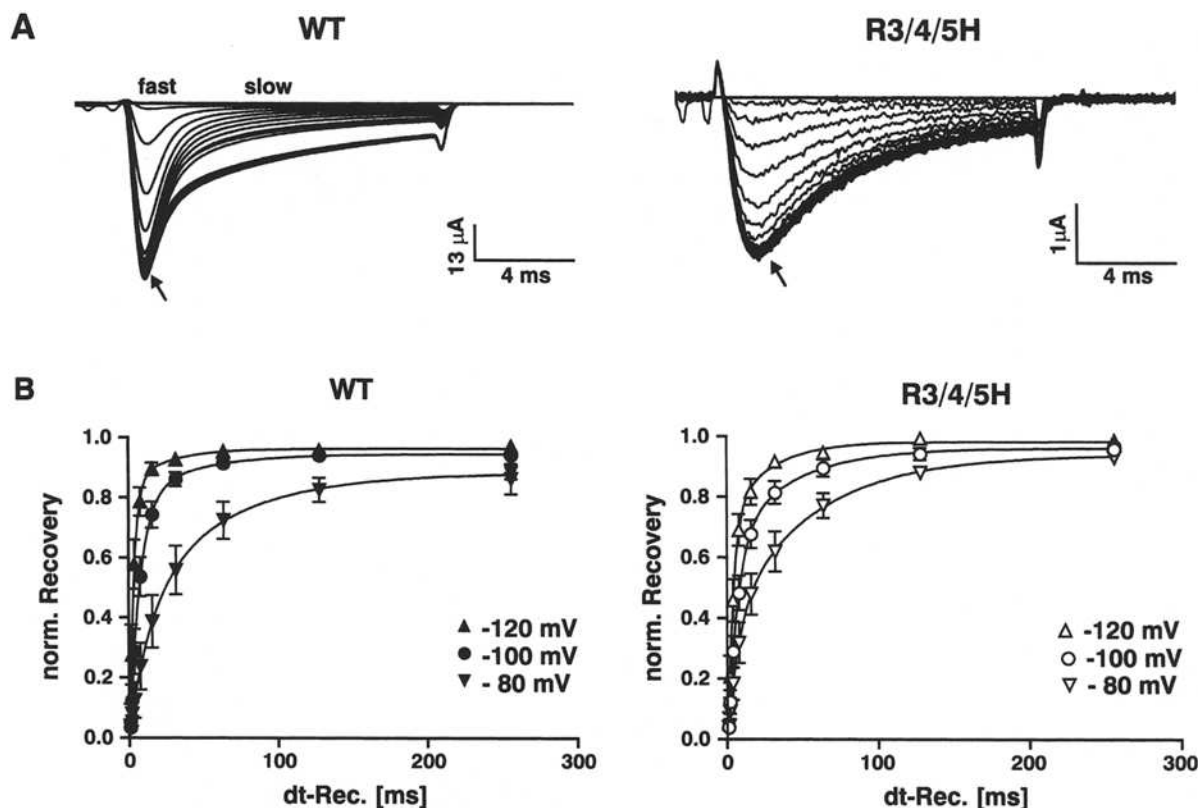 A
WT
R3/4/5H
fast
slow
13 µA
4 ms
1µA
4 ms
B
WT
R3/4/5H
norm. Recovery
1.0
0.8
0.6
0.4
0.2
0.0
-120 mV
-100 mV
- 80 mV
0
100
200
300
dt-Rec. [ms]
norm. Recovery
1.0
0.8
0.6
0.4
0.2
0.0
-120 mV
-100 mV
- 80 mV
0
100
200
300
dt-Rec. [ms]